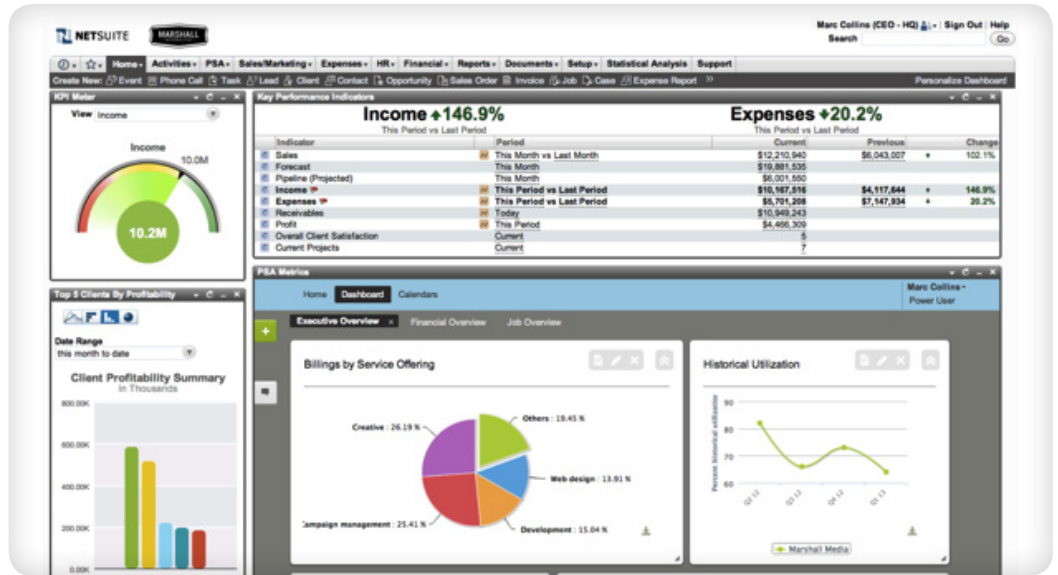 Marc Collins (CEO - HQ) Sign Out | Help
NETSUITE MARSHALL
Search Go
Home Activities PSA Sales/Marketing Expenses HR Financial Reports Documents Setup Statistical Analysis Support
Create New: Event Phone Call Task Lead Client Contact Opportunity Sales Order Invoice Job Case Expense Report » Personalize Dashboard
KPI Meter
View Income
Income
10.0M
10.2M
Key Performance Indicators
Income 146.9% Expenses 20.2%
This Period vs Last Period This Period vs Last Period
Indicator Period Current Previous Change
Sales This Month vs Last Month $12,210,940 $6,043,007 102.1%
Forecast This Month $19,881,535
Pipeline (Projected) This Month $6,001,550
Income This Period vs Last Period $10,167,516 $4,117,644 146.9%
Expenses This Period vs Last Period $5,701,208 $7,147,934 20.2%
Receivables Today $10,949,243
Profit This Period $4,466,309
Overall Client Satisfaction Current 5
Current Projects Current 7
Top 5 Clients By Profitability
Date Range
this month to date
Client Profitability Summary
In Thousands
800.00K
600.00K
400.00K
200.00K
0.00K
PSA Metrics
Home Dashboard Calendars
Marc Collins
Power User
Executive Overview × Financial Overview Job Overview
Billings by Service Offering
Creative : 26.19 %
Others : 19.45 %
Web design : 13.91 %
Campaign management : 25.41 %
Development : 15.04 %
Historical Utilization
Percent historical utilization
90
80
70
60
Q2 12 Q3 12 Q4 12 Q1 13
Marshall Media